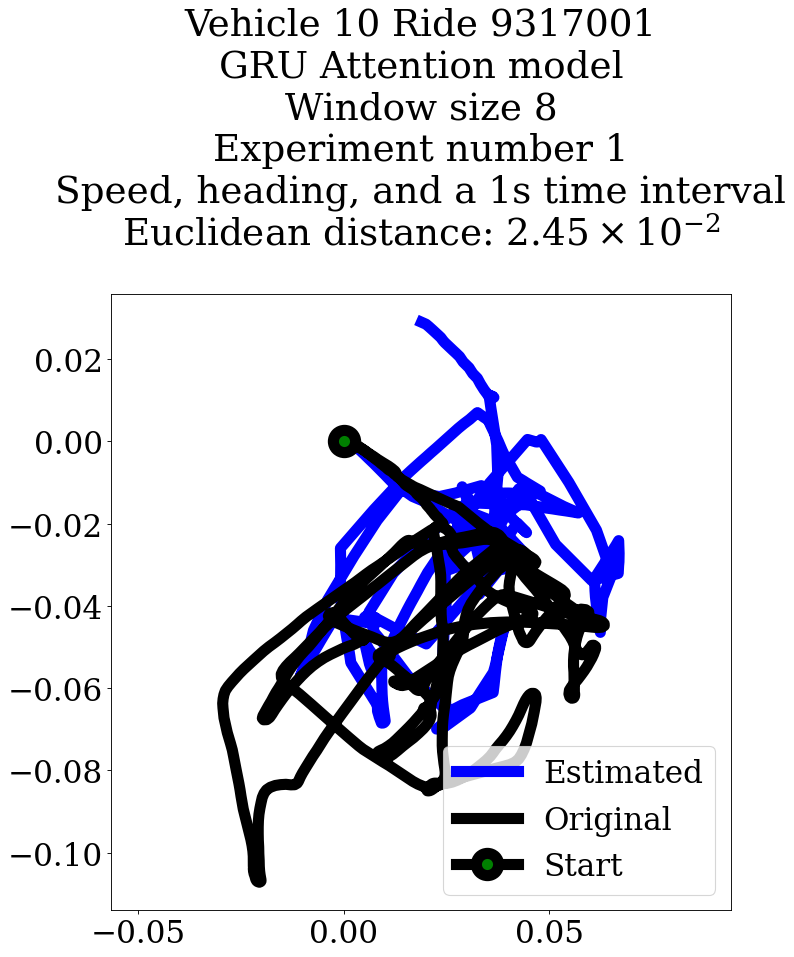 Vehicle 10 Ride 9317001
GRU Attention model
Window size 8
Experiment number 1
Speed, heading, and a 1s time interval
Euclidean distance: 2.45 × 10⁻²
0.02
0.00
−0.02
−0.04
−0.06
−0.08
−0.10
−0.05 0.00 0.05
Estimated
Original
Start